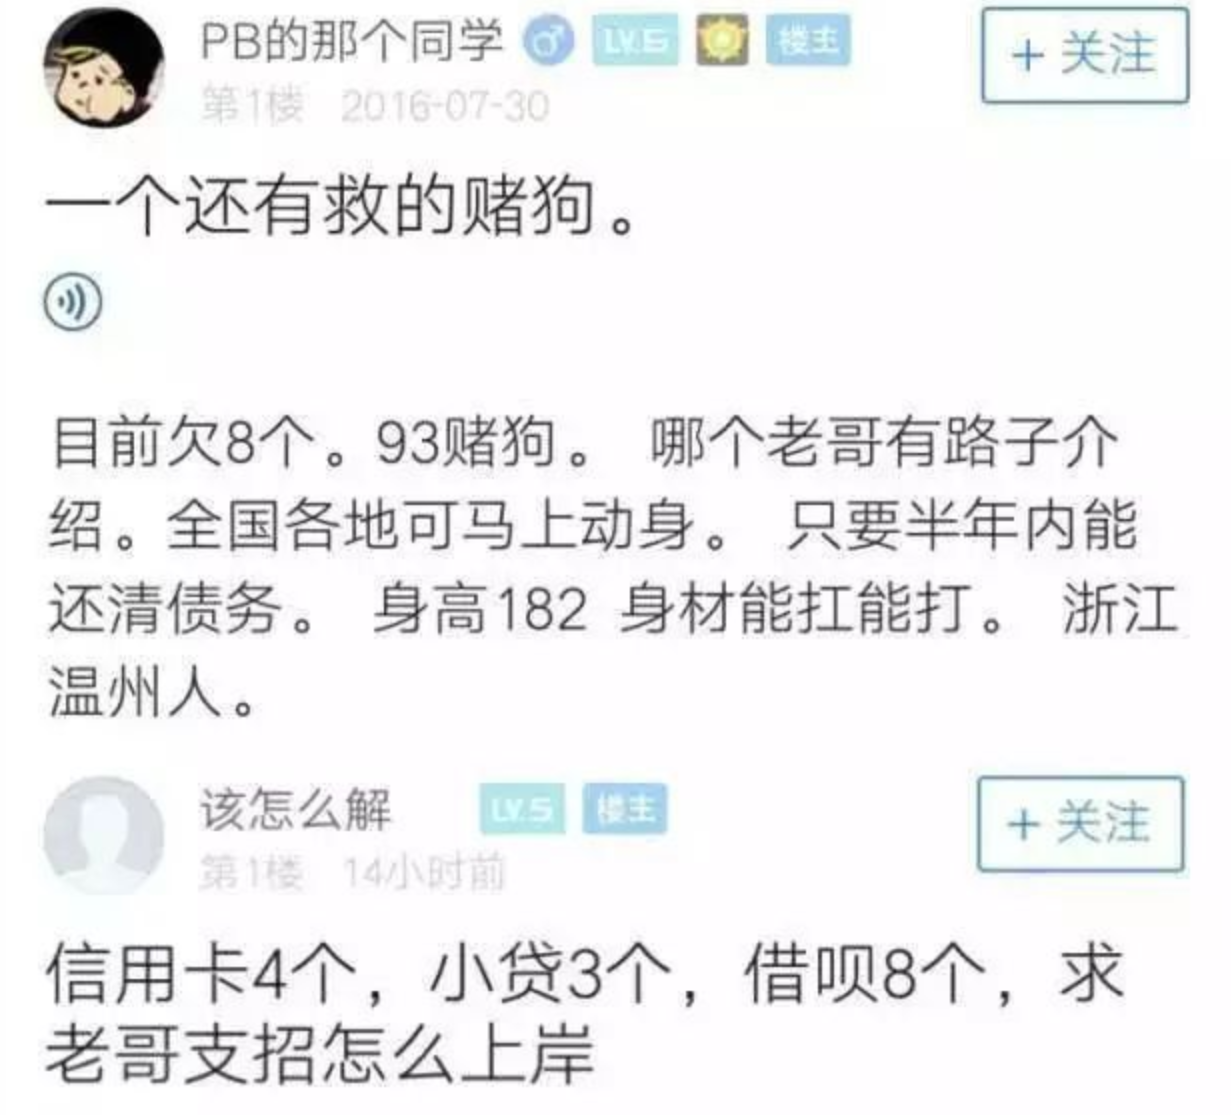 PB的那个同学 LV.6 楼主
+ 关注
第1楼 2016-07-30
一个还有救的赌狗。
目前欠8个。93赌狗。 哪个老哥有路子介
绍。全国各地可马上动身。 只要半年内能
还清债务。 身高182 身材能扛能打。 浙江
温州人。
该怎么解 LV.5 楼主
+ 关注
第1楼 14小时前
信用卡4个，小贷3个，借呗8个，求
老哥支招怎么上岸